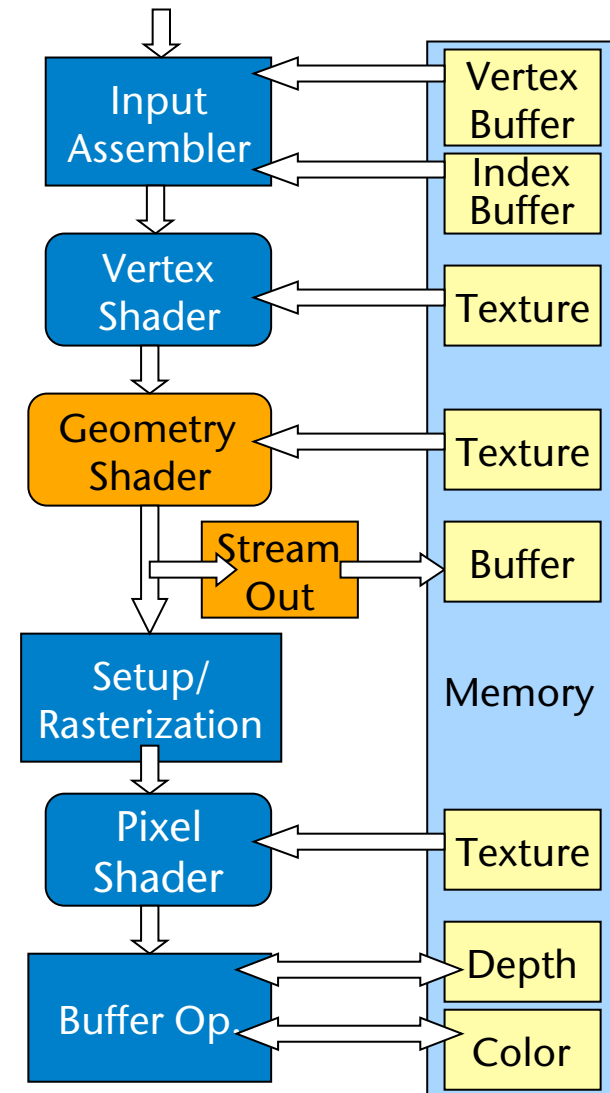 Input
Assembler
Vertex
Buffer
Index
Buffer
Vertex
Shader
Texture
Geometry
Shader
Texture
Stream
Out
Buffer
Setup/
Rasterization
Memory
Pixel
Shader
Texture
Buffer Op.
Depth
Color